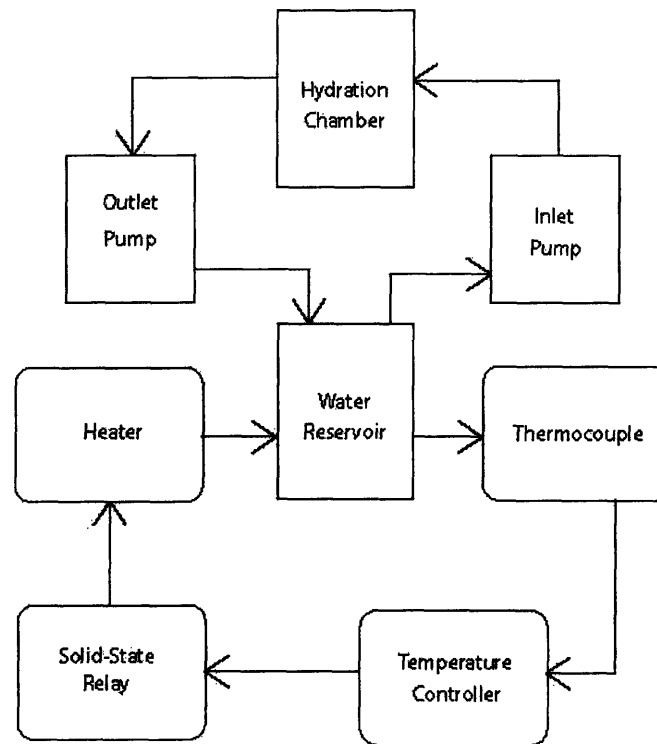 Hydration
Chamber
Outlet
Pump
Inlet
Pump
Heater
Water
Reservoir
Thermocouple
Solid-State
Relay
Temperature
Controller